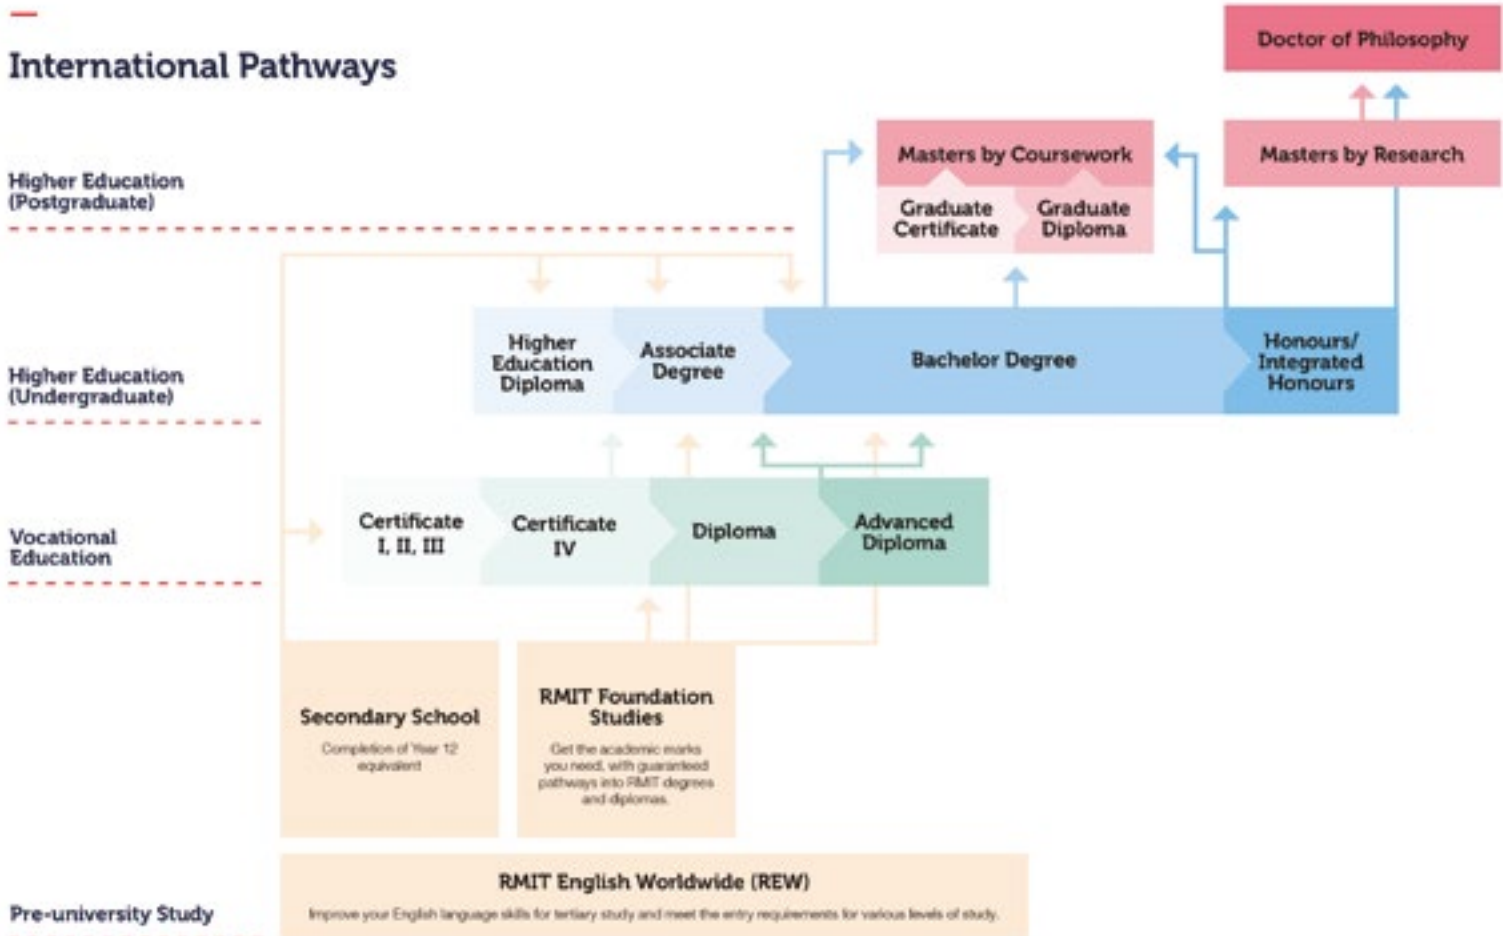 International Pathways
Doctor of Philosophy
Higher Education
(Postgraduate)
Masters by Coursework
Masters by Research
Graduate
Certificate
Graduate
Diploma
Higher Education
(Undergraduate)
Higher
Education
Diploma
Associate
Degree
Bachelor Degree
Honours/
Integrated
Honours
Vocational
Education
Certificate
I, II, III
Certificate
IV
Diploma
Advanced
Diploma
Secondary School
Completion of Year 12
equivalent
RMIT Foundation
Studies
Get the academic marks
you need, with guaranteed
pathways into RMIT degrees
and diplomas.
Pre-university Study
RMIT English Worldwide (REW)
Improve your English language skills for tertiary study and meet the entry requirements for various levels of study.